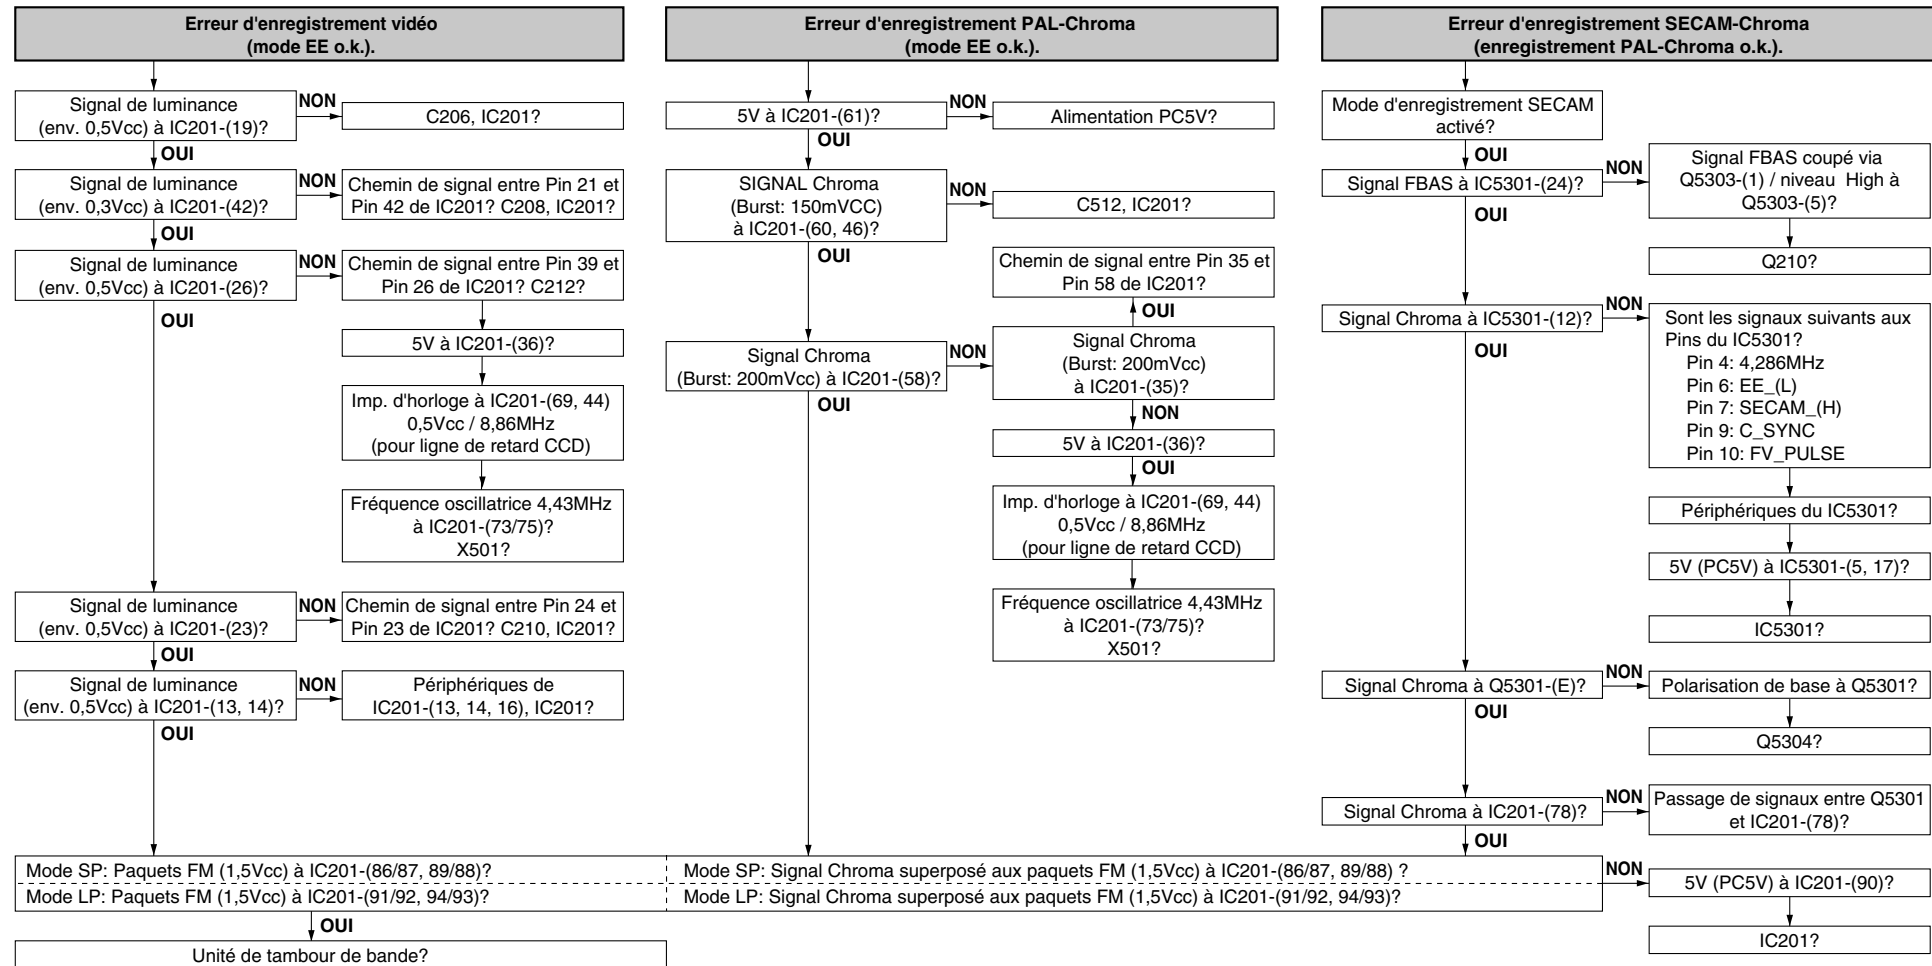 Erreur d'enregistrement vidéo
(mode EE o.k.).
Signal de luminance
(env. 0,5Vcc) à IC201-(19)?
NON
C206, IC201?
OUI
Signal de luminance
(env. 0,3Vcc) à IC201-(42)?
NON
Chemin de signal entre Pin 21 et
Pin 42 de IC201? C208, IC201?
OUI
Signal de luminance
(env. 0,5Vcc) à IC201-(26)?
NON
Chemin de signal entre Pin 39 et
Pin 26 de IC201? C212?
OUI
5V à IC201-(36)?
Imp. d'horloge à IC201-(69, 44)
0,5Vcc / 8,86MHz
(pour ligne de retard CCD)
Fréquence oscillatrice 4,43MHz
à IC201-(73/75)?
X501?
Signal de luminance
(env. 0,5Vcc) à IC201-(23)?
NON
Chemin de signal entre Pin 24 et
Pin 23 de IC201? C210, IC201?
OUI
Signal de luminance
(env. 0,5Vcc) à IC201-(13, 14)?
NON
Périphériques de
IC201-(13, 14, 16), IC201?
OUI
Erreur d'enregistrement PAL-Chroma
(mode EE o.k.).
5V à IC201-(61)?
NON
Alimentation PC5V?
OUI
SIGNAL Chroma
(Burst: 150mVCC)
à IC201-(60, 46)?
NON
C512, IC201?
OUI
Chemin de signal entre Pin 35 et
Pin 58 de IC201?
OUI
Signal Chroma
(Burst: 200mVcc) à IC201-(58)?
NON
Signal Chroma
(Burst: 200mVcc)
à IC201-(35)?
OUI
NON
5V à IC201-(36)?
OUI
Imp. d'horloge à IC201-(69, 44)
0,5Vcc / 8,86MHz
(pour ligne de retard CCD)
Fréquence oscillatrice 4,43MHz
à IC201-(73/75)?
X501?
Erreur d'enregistrement SECAM-Chroma
(enregistrement PAL-Chroma o.k.).
Mode d'enregistrement SECAM
activé?
OUI
Signal FBAS à IC5301-(24)?
NON
Signal FBAS coupé via
Q5303-(1) / niveau High à
Q5303-(5)?
OUI
Q210?
Signal Chroma à IC5301-(12)?
NON
Sont les signaux suivants aux
Pins du IC5301?
Pin 4: 4,286MHz
Pin 6: EE_(L)
Pin 7: SECAM_(H)
Pin 9: C_SYNC
Pin 10: FV_PULSE
OUI
Périphériques du IC5301?
5V (PC5V) à IC5301-(5, 17)?
IC5301?
Signal Chroma à Q5301-(E)?
NON
Polarisation de base à Q5301?
OUI
Q5304?
Signal Chroma à IC201-(78)?
NON
Passage de signaux entre Q5301
et IC201-(78)?
OUI
Mode SP: Paquets FM (1,5Vcc) à IC201-(86/87, 89/88)?
Mode LP: Paquets FM (1,5Vcc) à IC201-(91/92, 94/93)?
Mode SP: Signal Chroma superposé aux paquets FM (1,5Vcc) à IC201-(86/87, 89/88) ?
Mode LP: Signal Chroma superposé aux paquets FM (1,5Vcc) à IC201-(91/92, 94/93)?
NON
5V (PC5V) à IC201-(90)?
IC201?
OUI
Unité de tambour de bande?